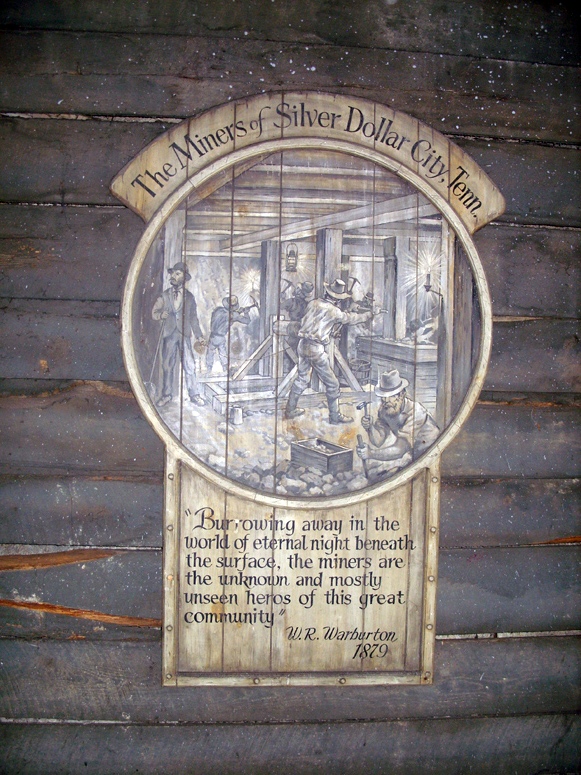 The Miners of Silver Dollar City, Tenn.
"Burrowing away in the
world of eternal night beneath
the surface, the miners are
the unknown and mostly
unseen heros of this great
community"
W.R. Warburton
1879